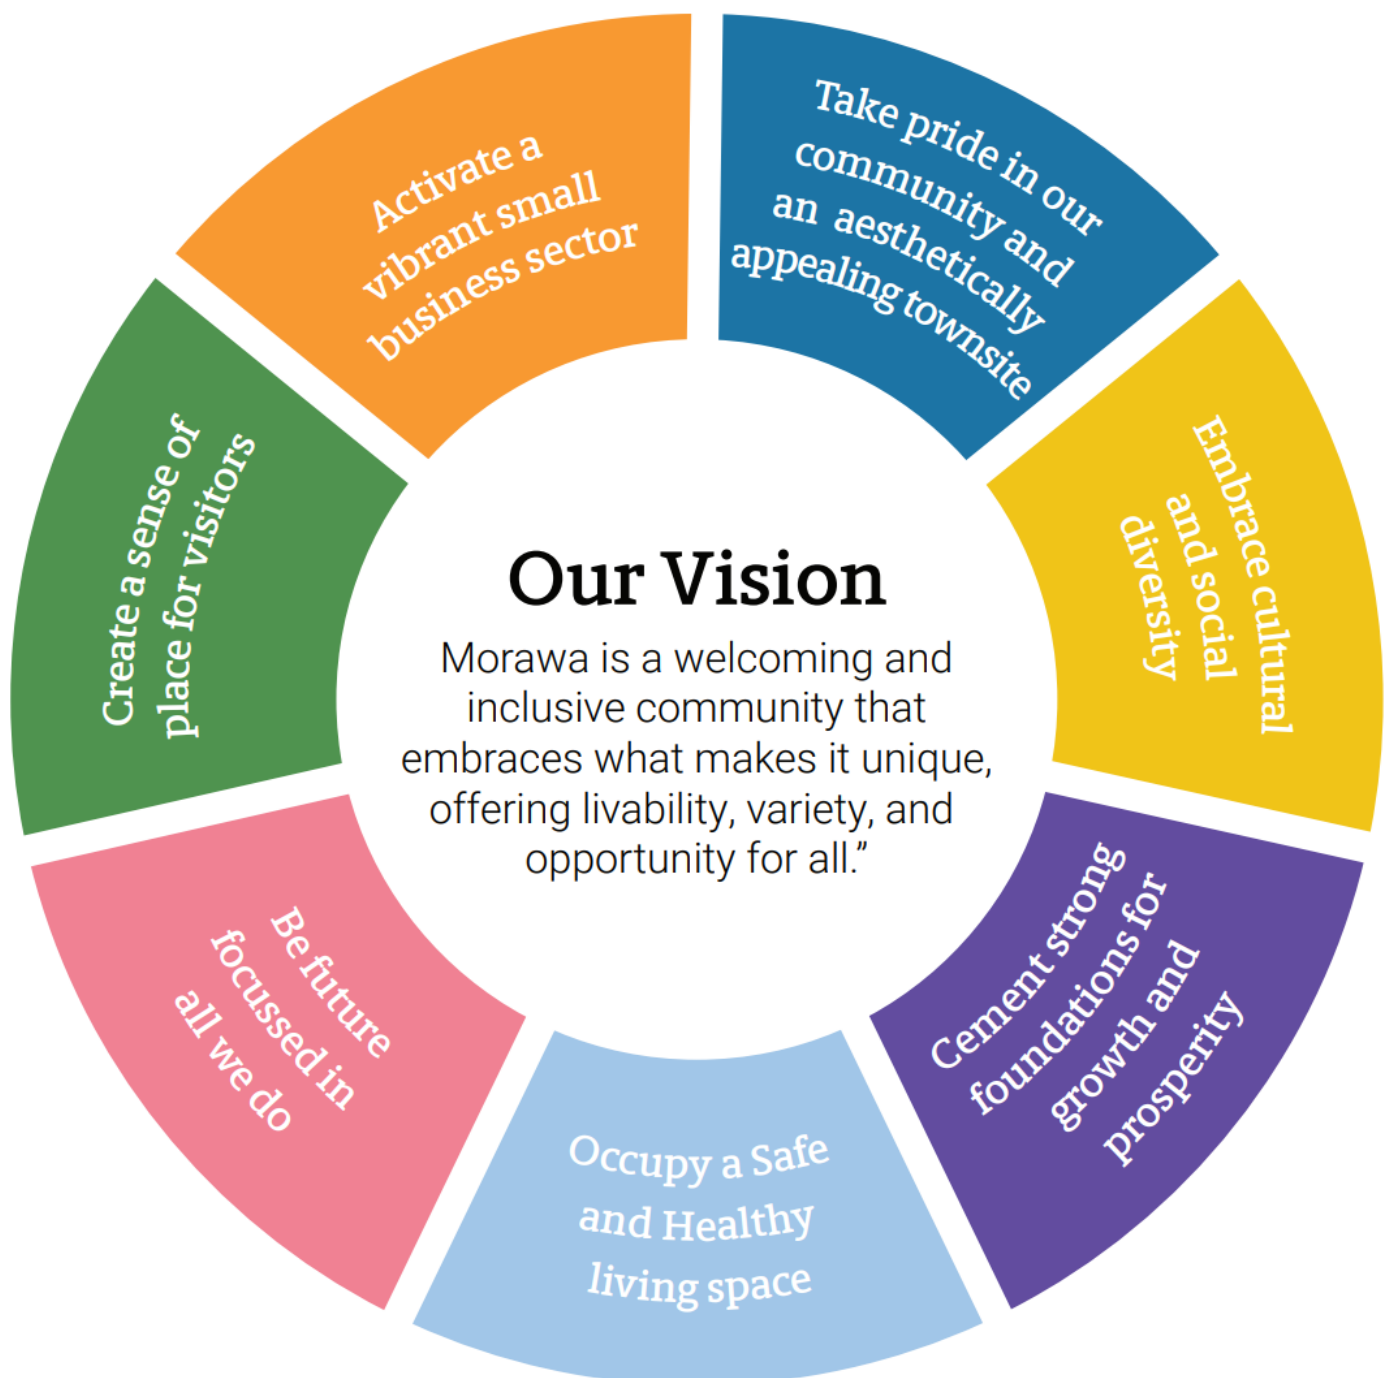 Activate a
vibrant small
business sector
Take pride in our
community and
an aesthetically
appealing townsite
Embrace cultural
and social
diversity
Cement strong
foundations for
growth and
prosperity
Occupy a Safe
and Healthy
living space
Be future
focussed in
all we do
Create a sense of
place for visitors
Our Vision
Morawa is a welcoming and
inclusive community that
embraces what makes it unique,
offering livability, variety, and
opportunity for all.”